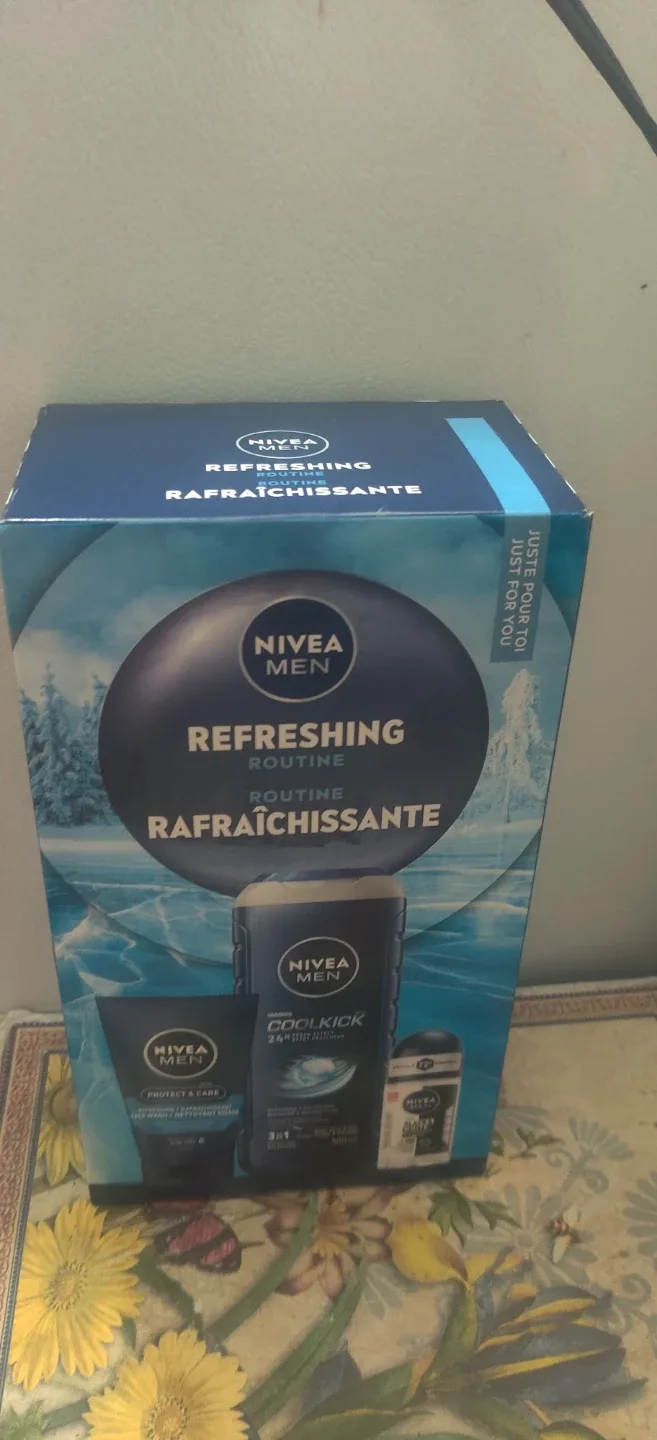 NIVEA
MEN
REFRESHING
ROUTINE
ROUTINE
RAFRAÎCHISSANTE
JUSTE POUR TOI
JUST FOR YOU
NIVEA
MEN
REFRESHING
ROUTINE
ROUTINE
RAFRAÎCHISSANTE
NIVEA
MEN
COOLKICK
24H
3in1
NIVEA
MEN
PROTECT & CARE
NIVEA
MEN